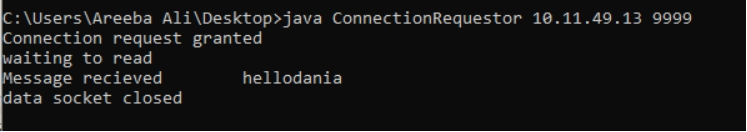 C:\Users\Areeba Ali\Desktop>java ConnectionRequestor 10.11.49.13 9999
Connection request granted
waiting to read
Message recieved        hellodania
data socket closed